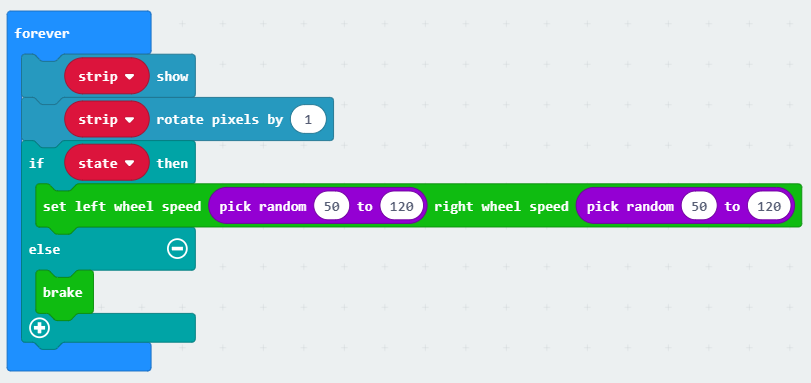 forever
strip show
strip rotate pixels by 1
if state then
set left wheel speed pick random 50 to 120 right wheel speed pick random 50 to 120
else
brake